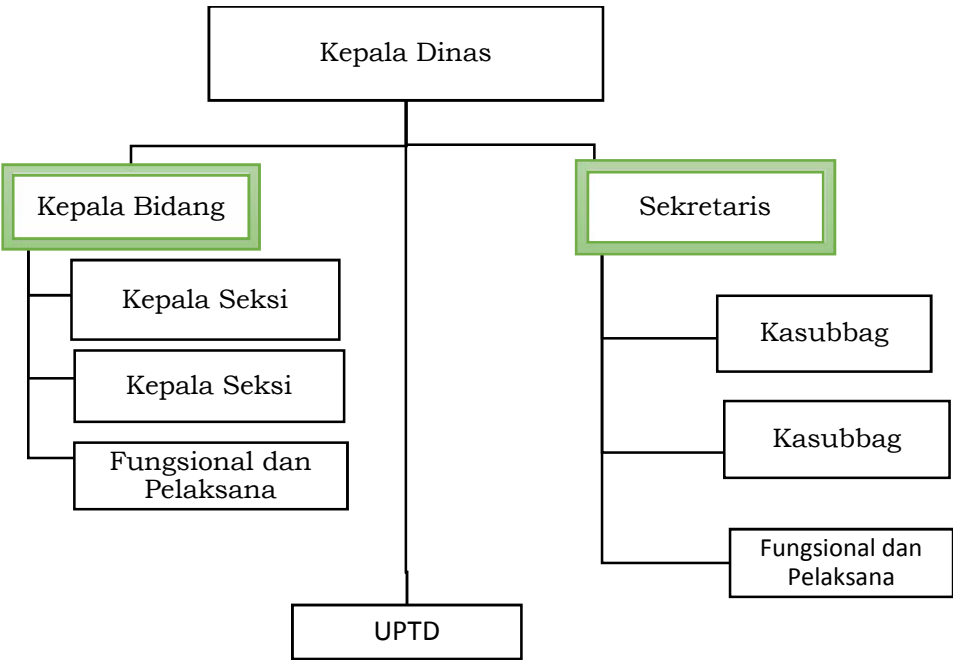 Kepala Dinas
Kepala Bidang
Sekretaris
Kepala Seksi
Kepala Seksi
Fungsional dan
Pelaksana
Kasubbag
Kasubbag
Fungsional dan
Pelaksana
UPTD